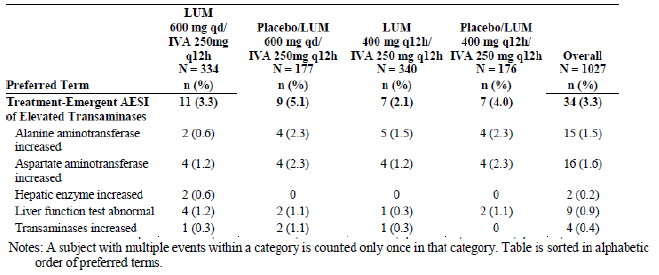 LUM Placebo/LUM LUM Placebo/LUM
600 mg qd/ 600 mg qd/ 400 mg q12h/ 400 mg q12h/
IVA 250mg IVA 250mg q12h IVA 250 mg q12h IVA 250 mg q12h Overall
q12h
N = 334 N = 177 N = 340 N = 176 N = 1027
Preferred Term n (%) n (%) n (%) n (%) n (%)
Treatment-Emergent AESI 11 (3.3) 9 (5.1) 7 (2.1) 7 (4.0) 34 (3.3)
of Elevated Transaminases
Alanine aminotransferase 2 (0.6) 4 (2.3) 5 (1.5) 4 (2.3) 15 (1.5)
increased
Aspartate aminotransferase 4 (1.2) 4 (2.3) 4 (1.2) 4 (2.3) 16 (1.6)
increased
Hepatic enzyme increased 2 (0.6) 0 0 0 2 (0.2)
Liver function test abnormal 4 (1.2) 2 (1.1) 1 (0.3) 2 (1.1) 9 (0.9)
Transaminases increased 1 (0.3) 2 (1.1) 1 (0.3) 0 4 (0.4)
Notes: A subject with multiple events within a category is counted only once in that category. Table is sorted in alphabetic
order of preferred terms.